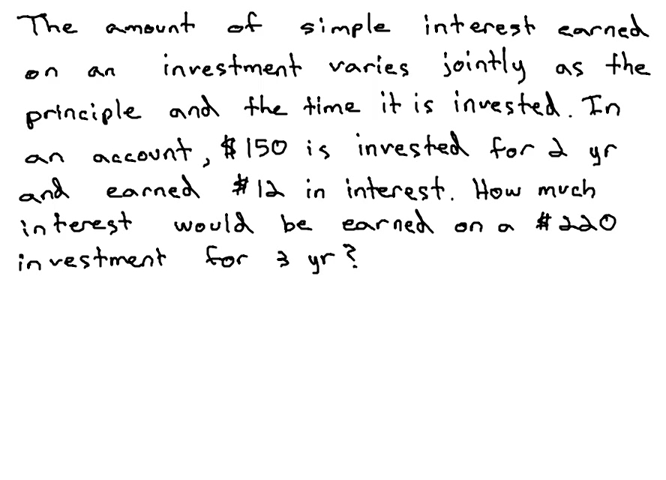 The amount of simple interest earned
on an investment varies jointly as the
principle and the time it is invested. In
an account, $150 is invested for 2 yr
and earned $12 in interest. How much
interest would be earned on a $220
investment for 3 yr?